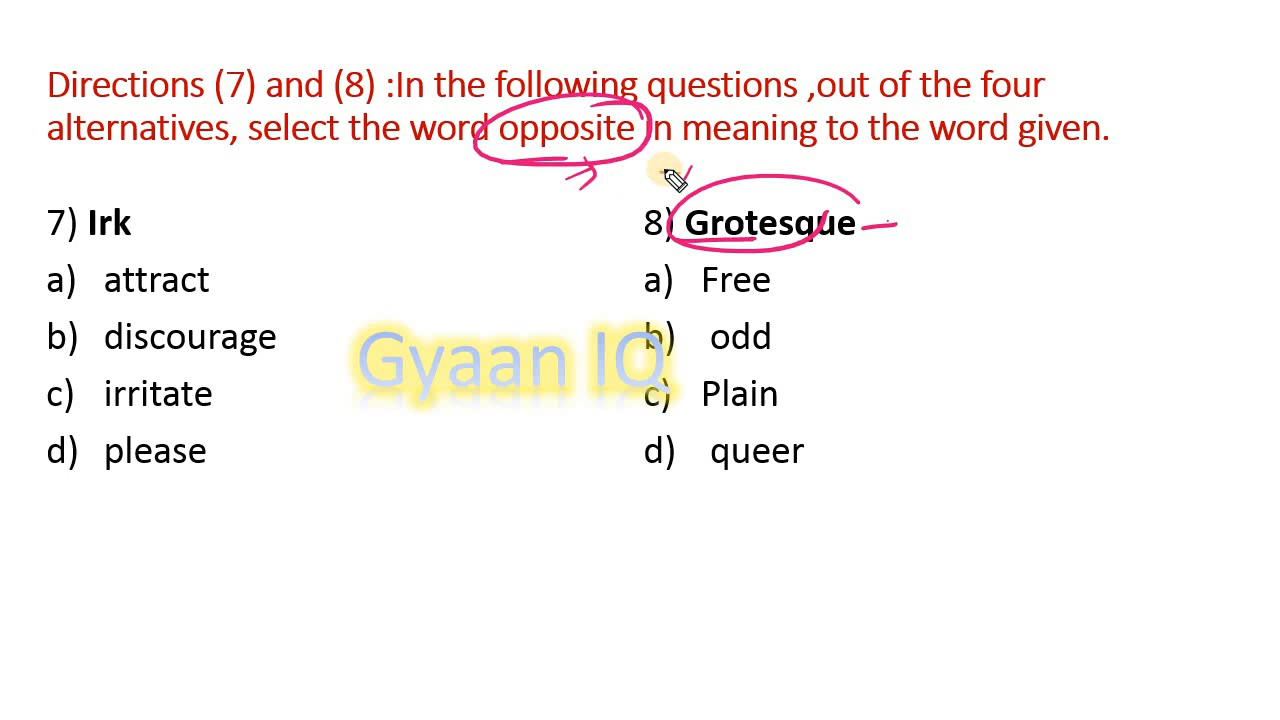 Directions (7) and (8) :In the following questions ,out of the four
alternatives, select the word opposite in meaning to the word given.
7) Irk
a) attract
b) discourage
c) irritate
d) please
8) Grotesque
a) Free
b) odd
c) Plain
d) queer
Gyaan IQ